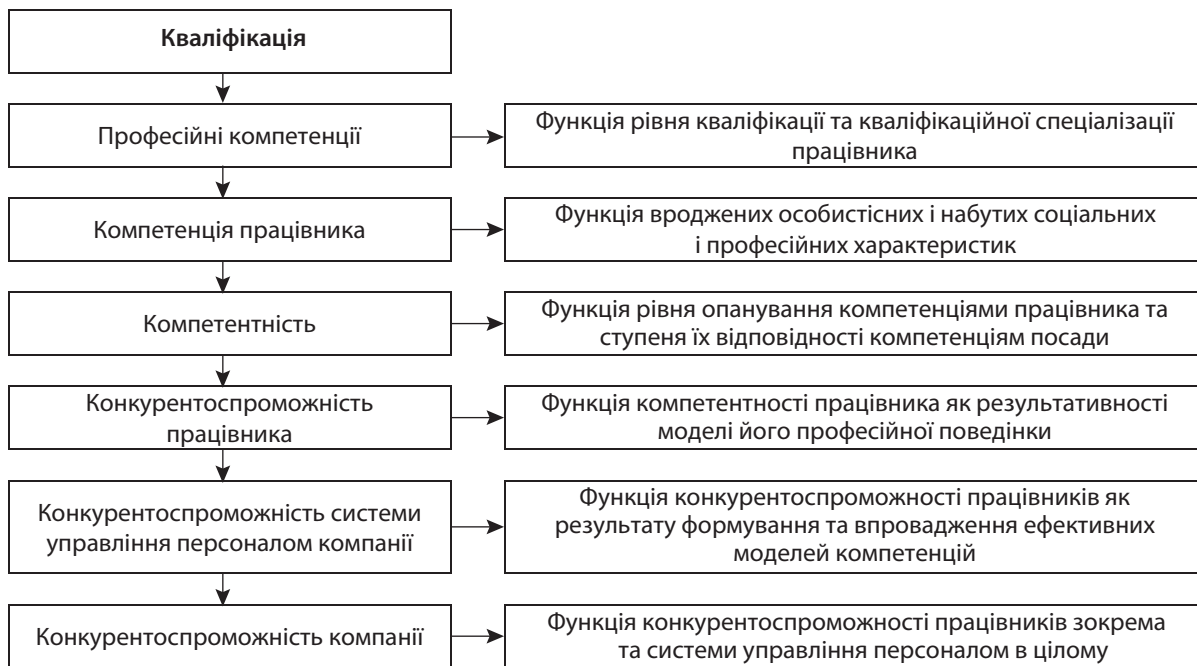 Кваліфікація
Професійні компетенції
Функція рівня кваліфікації та кваліфікаційної спеціалізації
працівника
Компетенція працівника
Функція вроджених особистісних і набутих соціальних
і професійних характеристик
Компетентність
Функція рівня опанування компетенціями працівника та
ступеня їх відповідності компетенціям посади
Конкурентоспроможність
працівника
Функція компетентності працівника як результативності
моделі його професійної поведінки
Конкурентоспроможність системи
управління персоналом компанії
Функція конкурентоспроможності працівників як
результату формування та впровадження ефективних
моделей компетенцій
Конкурентоспроможність компанії
Функція конкурентоспроможності працівників зокрема
та системи управління персоналом в цілому